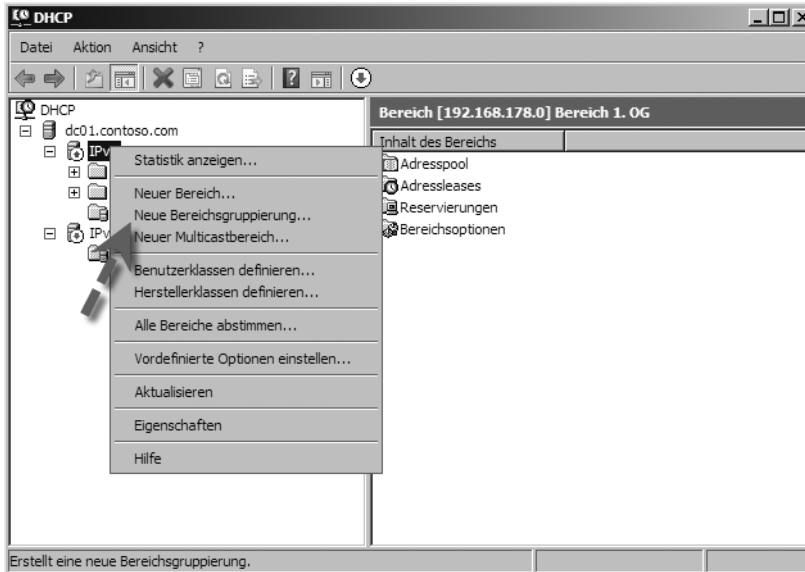 DHCP
Datei Aktion Ansicht ?
DHCP
dc01.contoso.com
Bereich [192.168.178.0] Bereich 1. OG
Inhalt des Bereichs
Adresspool
Adressleases
Reservierungen
Bereichsoptionen
Statistik anzeigen...
Neuer Bereich...
Neue Bereichsgruppierung...
Neuer Multicastbereich...
Benutzerklassen definieren...
Herstellerklassen definieren...
Alle Bereiche abstimmen...
Vordefinierte Optionen einstellen...
Aktualisieren
Eigenschaften
Hilfe
Erstellt eine neue Bereichsgruppierung.